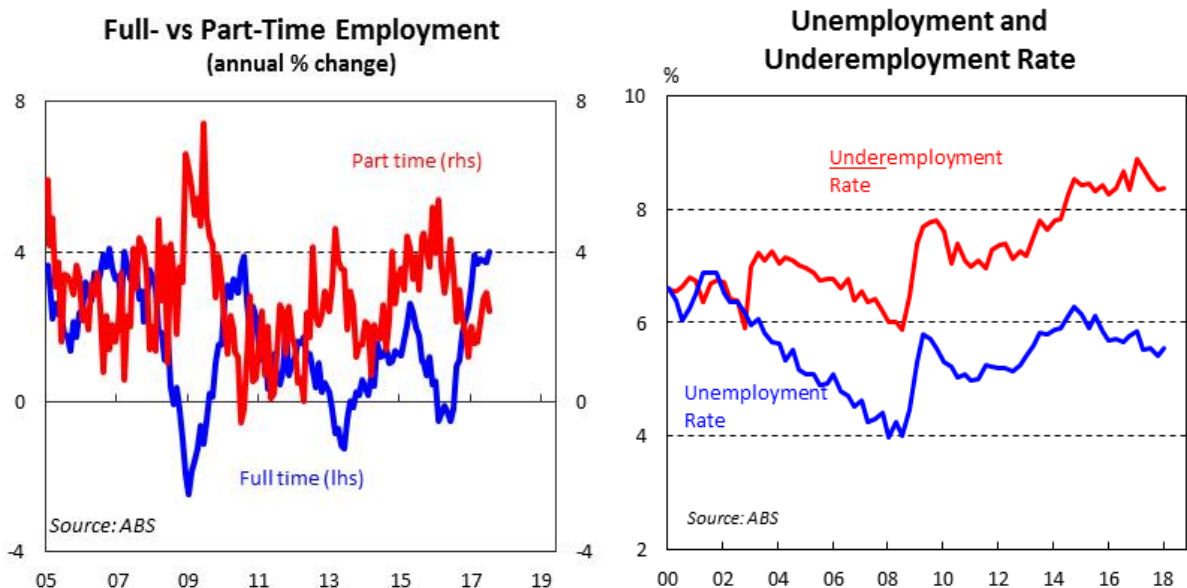 Full- vs Part-Time Employment
(annual % change)
8
8
4
4
0
0
-4
-4
Part time (rhs)
Full time (lhs)
Source: ABS
05 07 09 11 13 15 17 19
Unemployment and
Underemployment Rate
%
10
8
6
4
2
Underemployment
Rate
Unemployment
Rate
Source: ABS
00 02 04 06 08 10 12 14 16 18